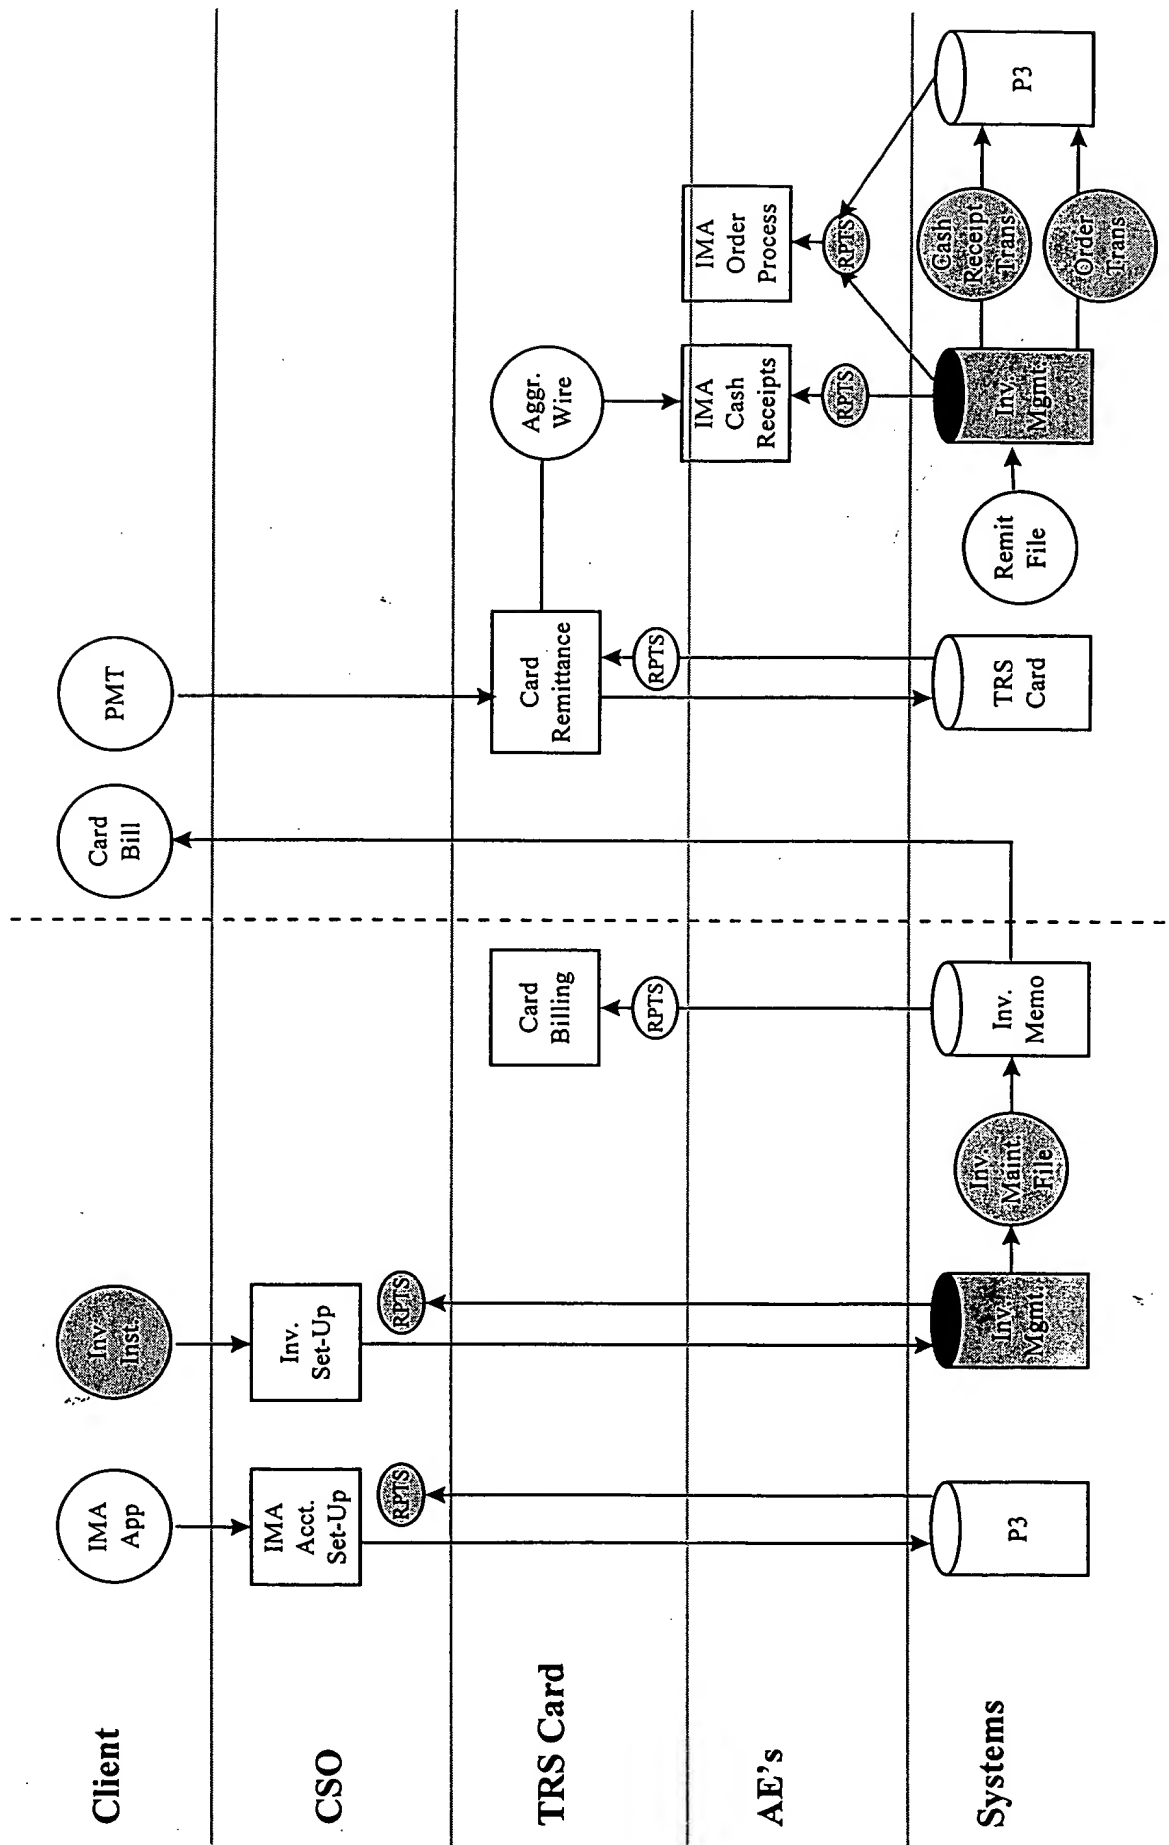 Client
IMA
App
Inv.
Inst.
Card
Bill
PMT
CSO
IMA
Acct.
Set-Up
RPTS
Inv.
Set-Up
RPTS
TRS Card
Card
Billing
RPTS
Card
Remittance
RPTS
Aggr.
Wire
AE's
IMA
Cash
Receipts
RPTS
IMA
Order
Process
RPTS
Systems
P3
Inv.
Mgmt.
Inv.
Maint.
File
Inv.
Memo
TRS
Card
Remit
File
Inv.
Mgmt.
Cash
Receipt
Trans
Order
Trans
P3